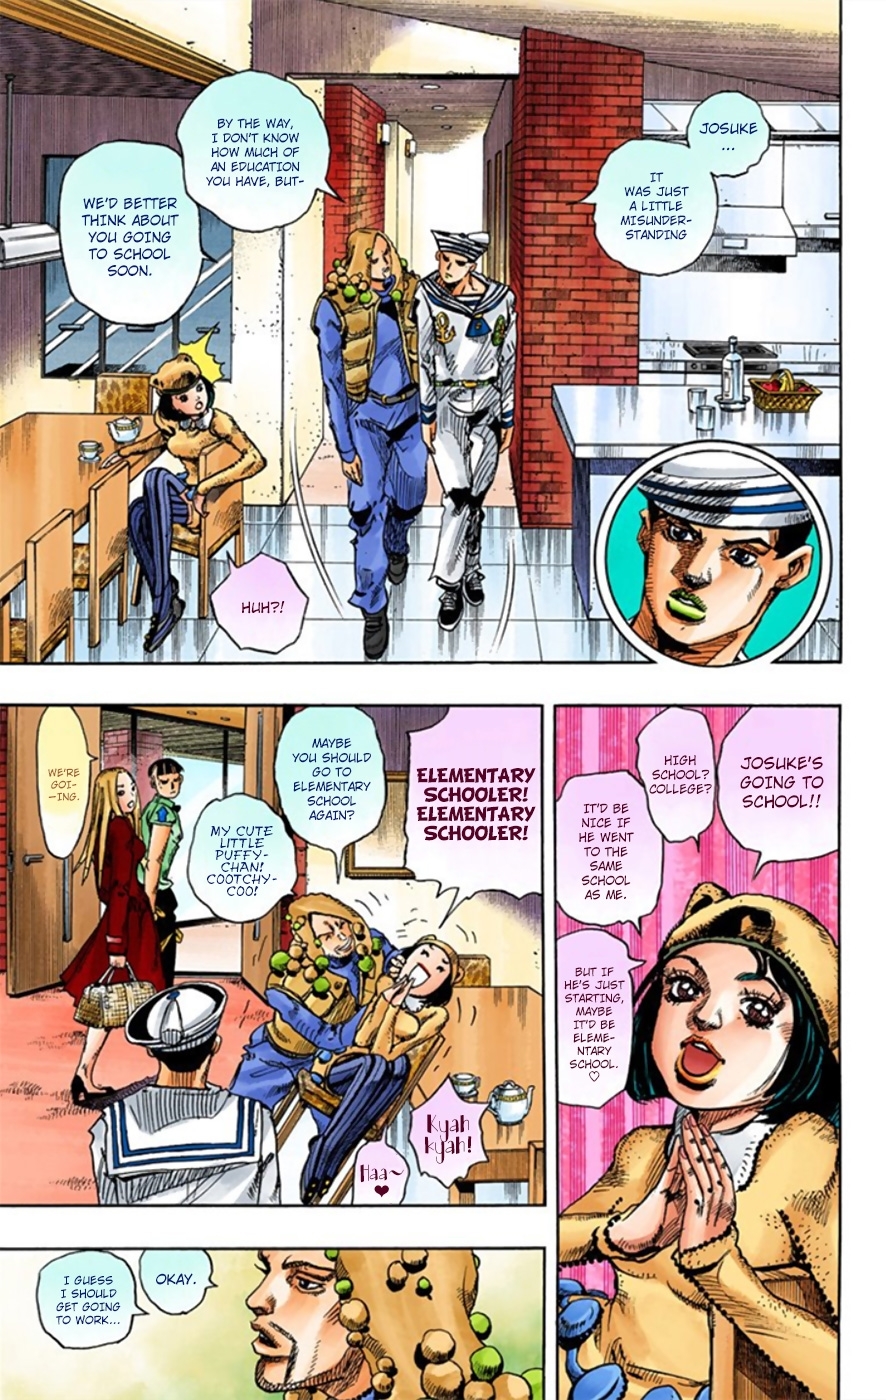 JOSUKE
...
IT
WAS JUST
A LITTLE
MISUNDER-
STANDING
BY THE WAY,
I DON'T KNOW
HOW MUCH OF
AN EDUCATION
YOU HAVE, BUT-
WE'D BETTER
THINK ABOUT
YOU GOING
TO SCHOOL
SOON.
HUH?!
JOSUKE'S
GOING TO
SCHOOL!!
HIGH
SCHOOL?
COLLEGE?
IT'D BE
NICE IF
HE WENT
TO THE
SAME
SCHOOL
AS ME.
BUT IF
HE'S JUST
STARTING,
MAYBE
IT'D BE
ELEME-
NTARY
SCHOOL.
♡
ELEMENTARY
SCHOOLER!
ELEMENTARY
SCHOOLER!
MAYBE
YOU SHOULD
GO TO
ELEMENTARY
SCHOOL
AGAIN?
MY CUTE
LITTLE
PUFFY-
CHAN!
COOTCHY-
COO!
WE'RE
GOI-
-ING.
Kyah
kyah!
Haa~
♥
OKAY.
I GUESS
I SHOULD
GET GOING
TO WORK...